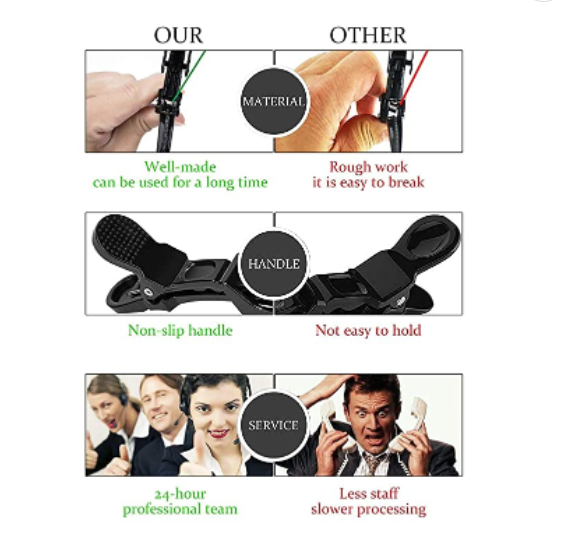 OUR
OTHER
MATERIAL
Well-made
can be used for a long time
Rough work
it is easy to break
HANDLE
Non-slip handle
Not easy to hold
SERVICE
24-hour
professional team
Less staff
slower processing